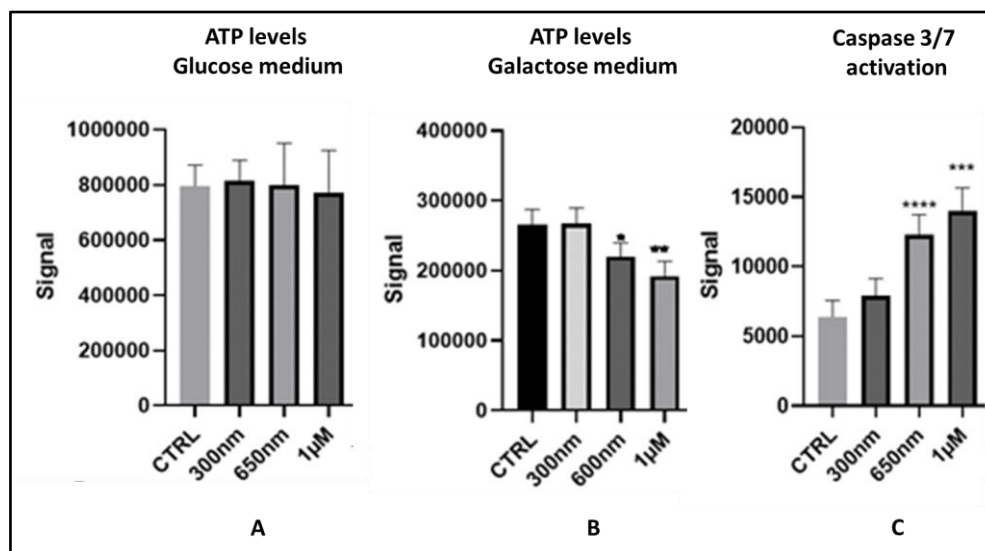 ATP levels
Glucose medium
ATP levels
Galactose medium
Caspase 3/7
activation
Signal
1000000
800000
600000
400000
200000
0
CTRL
300nm
650nm
1µM
A
Signal
400000
300000
200000
100000
0
*
**
CTRL
300nm
600nm
1µM
B
Signal
20000
15000
10000
5000
0
****
***
CTRL
300nm
650nm
1µM
C